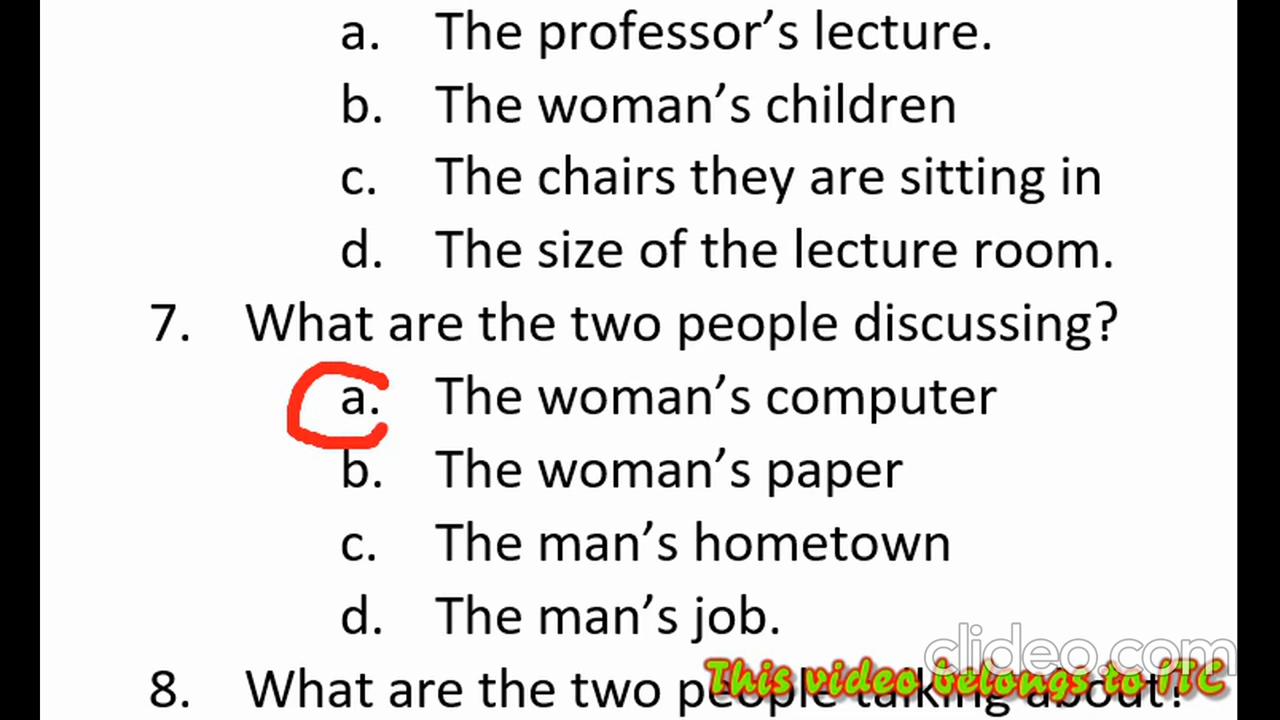 a. The professor’s lecture.
b. The woman’s children
c. The chairs they are sitting in
d. The size of the lecture room.
7. What are the two people discussing?
a. The woman’s computer
b. The woman’s paper
c. The man’s hometown
d. The man’s job.
clideo.com
8. What are the two people talking about?
This video belongs to ITC